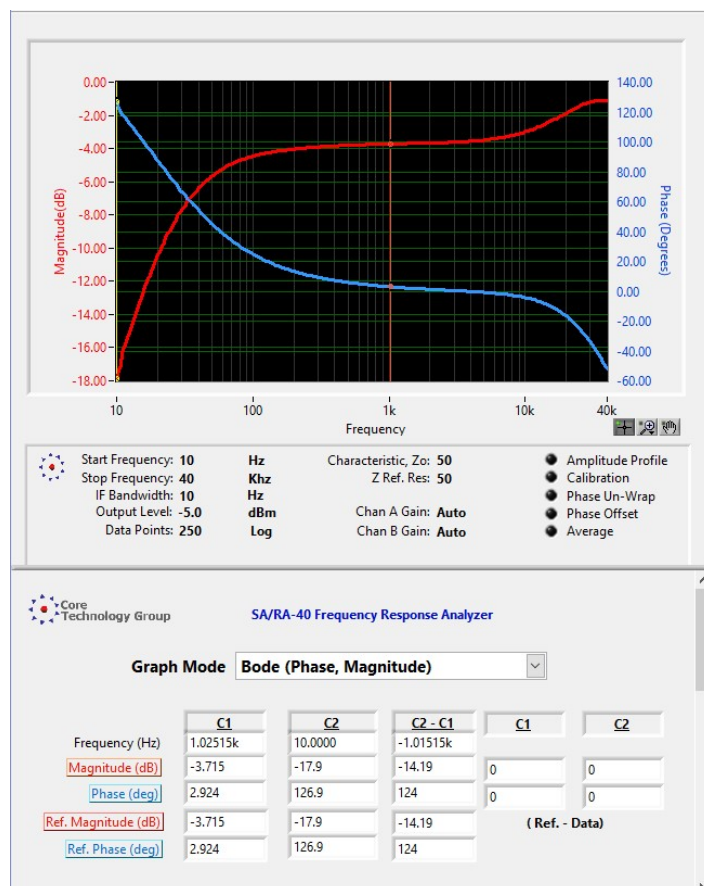 0.00
-2.00
-4.00
-6.00
-8.00
-10.00
-12.00
-14.00
-16.00
-18.00
Magnitude(dB)
140.00
120.00
100.00
80.00
60.00
40.00
20.00
0.00
-20.00
-40.00
-60.00
Phase (Degrees)
10 100 1k 10k 40k
Frequency
Start Frequency: 10 Hz Characteristic, Zo: 50 Amplitude Profile
Stop Frequency: 40 Khz Z Ref. Res: 50 Calibration
IF Bandwidth: 10 Hz Phase Un-Wrap
Output Level: -5.0 dBm Chan A Gain: Auto Phase Offset
Data Points: 250 Log Chan B Gain: Auto Average
Core
Technology Group
SA/RA-40 Frequency Response Analyzer
Graph Mode Bode (Phase, Magnitude)
C1 C2 C2 - C1 C1 C2
Frequency (Hz) 1.02515k 10.0000 -1.01515k
Magnitude (dB) -3.715 -17.9 -14.19 0 0
Phase (deg) 2.924 126.9 124 0 0
Ref. Magnitude (dB) -3.715 -17.9 -14.19 ( Ref. - Data)
Ref. Phase (deg) 2.924 126.9 124